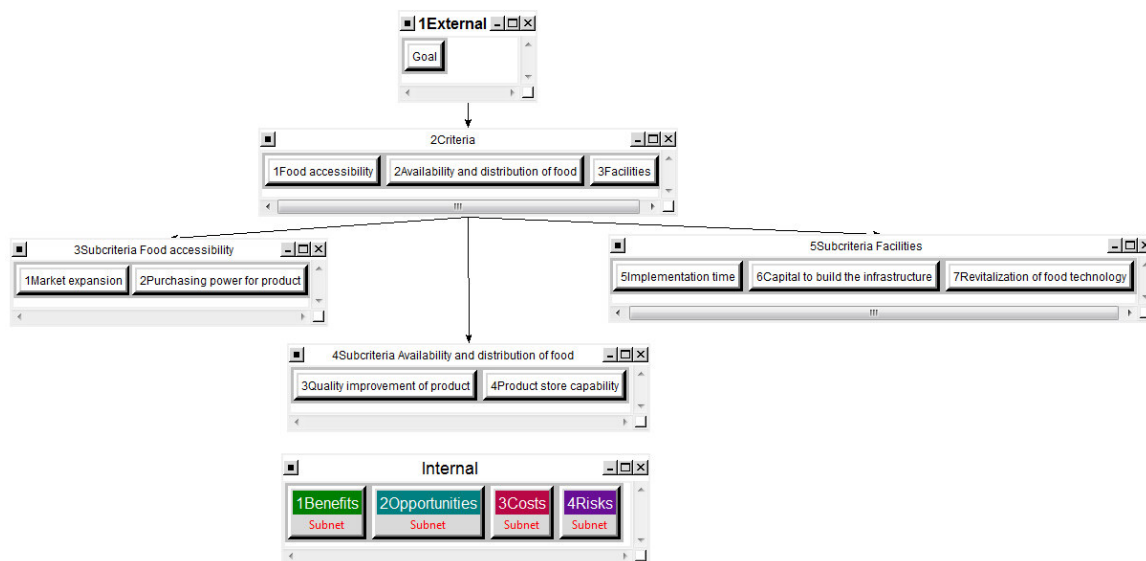 1External
Goal
2Criteria
1Food accessibility
2Availability and distribution of food
3Facilities
3Subcriteria Food accessibility
1Market expansion
2Purchasing power for product
5Subcriteria Facilities
5Implementation time
6Capital to build the infrastructure
7Revitalization of food technology
4Subcriteria Availability and distribution of food
3Quality improvement of product
4Product store capability
Internal
1Benefits
Subnet
2Opportunities
Subnet
3Costs
Subnet
4Risks
Subnet